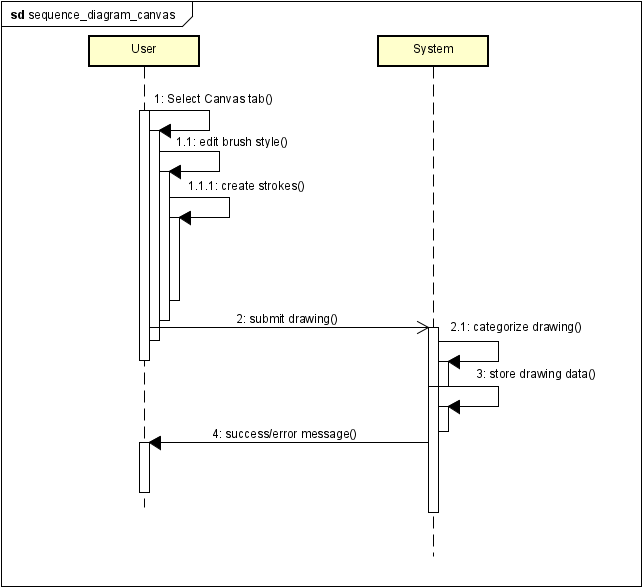 sd sequence_diagram_canvas
User
System
1: Select Canvas tab()
1.1: edit brush style()
1.1.1: create strokes()
2: submit drawing()
2.1: categorize drawing()
3: store drawing data()
4: success/error message()